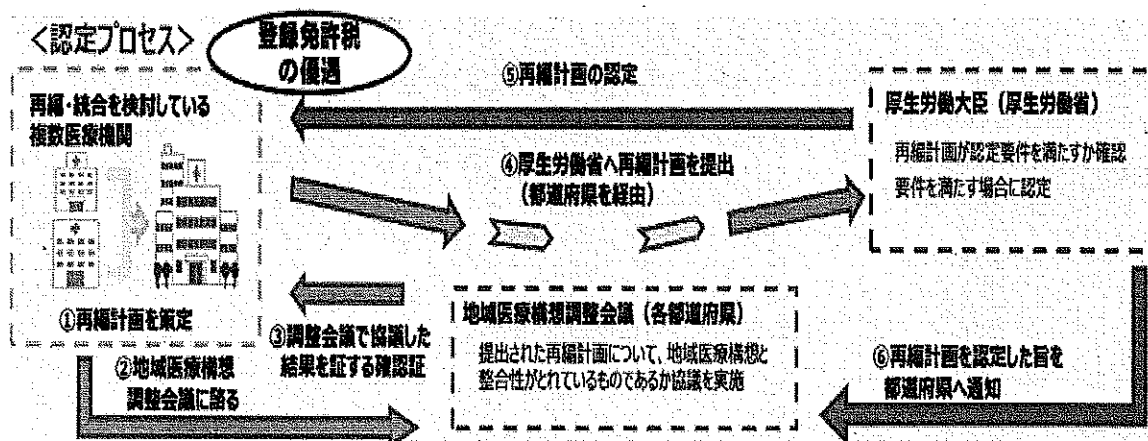 <認定プロセス>
登録免許税
の優遇
再編・統合を検討している
複数医療機関
①再編計画を策定
②地域医療構想
調整会議に諮る
③調整会議で協議した
結果を証する確認証
④厚生労働省へ再編計画を提出
(都道府県を経由)
⑤再編計画の認定
厚生労働大臣(厚生労働省)
再編計画が認定要件を満たすか確認
要件を満たす場合に認定
地域医療構想調整会議(各都道府県)
提出された再編計画について、地域医療構想と
整合性がとれているものであるか協議を実施
⑥再編計画を認定した旨を
都道府県へ通知